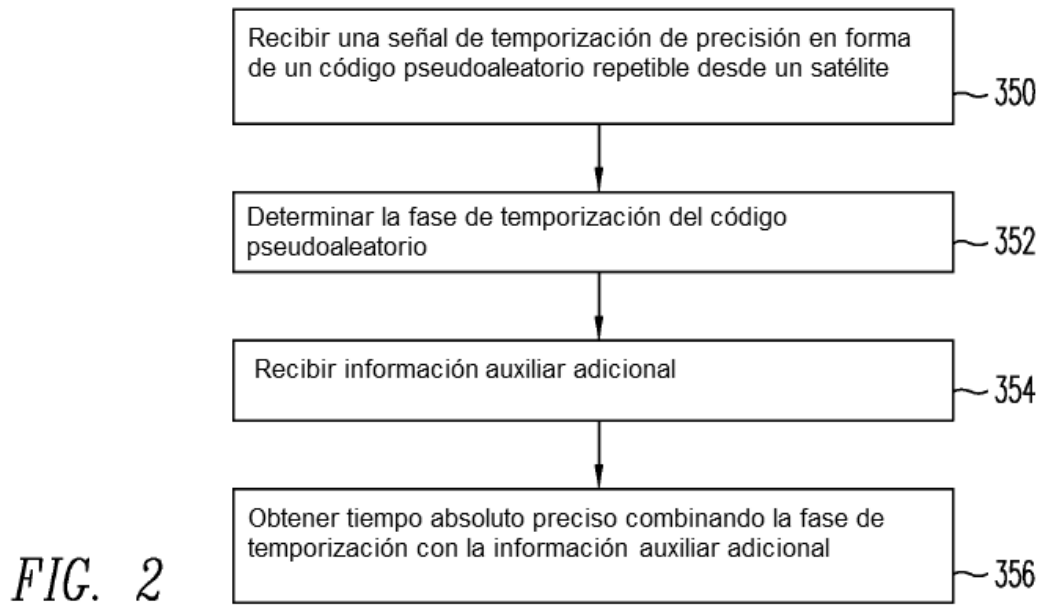 Recibir una señal de temporización de precisión en forma
de un código pseudoaleatorio repetible desde un satélite
350
Determinar la fase de temporización del código
pseudoaleatorio
352
Recibir información auxiliar adicional
354
Obtener tiempo absoluto preciso combinando la fase de
temporización con la información auxiliar adicional
356
FIG. 2